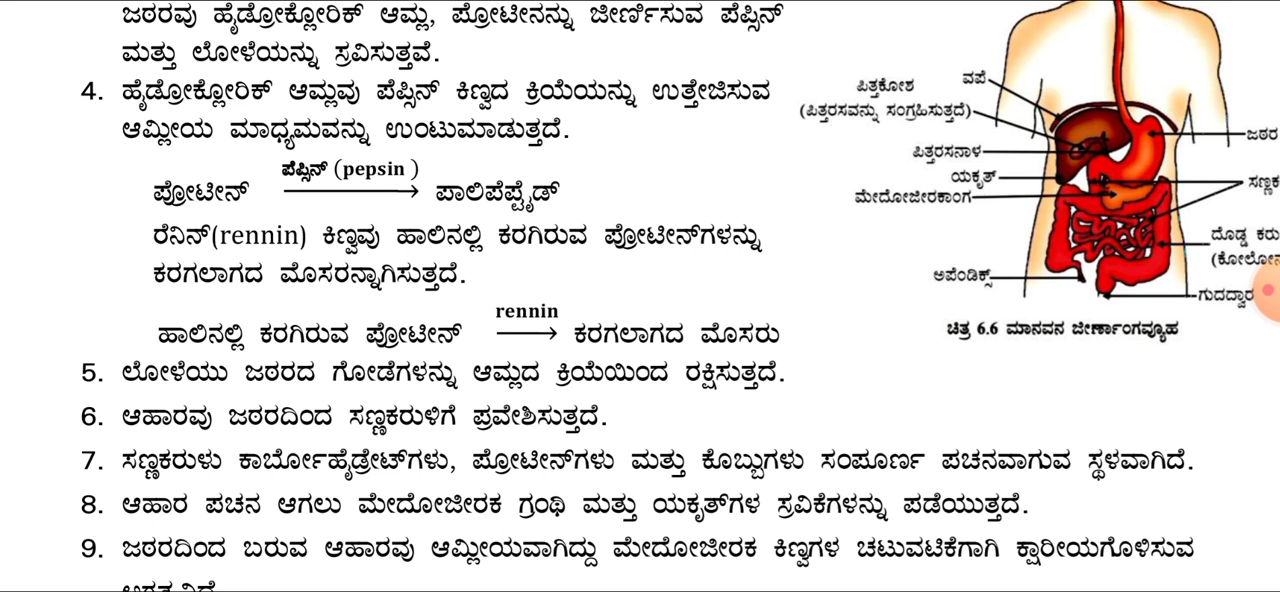 ಜಠರವು ಹೈಡ್ರೋಕ್ಲೋರಿಕ್ ಆಮ್ಲ, ಪ್ರೋಟೀನನ್ನು ಜೀರ್ಣಿಸುವ ಪೆಪ್ಸಿನ್
ಮತ್ತು ಲೋಳೆಯನ್ನು ಸ್ರವಿಸುತ್ತವೆ.
4. ಹೈಡ್ರೋಕ್ಲೋರಿಕ್ ಆಮ್ಲವು ಪೆಪ್ಸಿನ್ ಕಿಣ್ವದ ಕ್ರಿಯೆಯನ್ನು ಉತ್ತೇಜಿಸುವ
ಆಮ್ಲೀಯ ಮಾಧ್ಯಮವನ್ನು ಉಂಟುಮಾಡುತ್ತದೆ.
ಪೆಪ್ಸಿನ್ (pepsin )
ಪ್ರೋಟೀನ್ ⟶ ಪಾಲಿಪೆಪ್ಟೈಡ್
ರೆನಿನ್(rennin) ಕಿಣ್ವವು ಹಾಲಿನಲ್ಲಿ ಕರಗಿರುವ ಪ್ರೋಟೀನ್‌ಗಳನ್ನು
ಕರಗಲಾಗದ ಮೊಸರನ್ನಾಗಿಸುತ್ತದೆ.
rennin
ಹಾಲಿನಲ್ಲಿ ಕರಗಿರುವ ಪ್ರೋಟೀನ್ ⟶ ಕರಗಲಾಗದ ಮೊಸರು
5. ಲೋಳೆಯು ಜಠರದ ಗೋಡೆಗಳನ್ನು ಆಮ್ಲದ ಕ್ರಿಯೆಯಿಂದ ರಕ್ಷಿಸುತ್ತದೆ.
6. ಆಹಾರವು ಜಠರದಿಂದ ಸಣ್ಣಕರುಳಿಗೆ ಪ್ರವೇಶಿಸುತ್ತದೆ.
7. ಸಣ್ಣಕರುಳು ಕಾರ್ಬೋಹೈಡ್ರೇಟ್‌ಗಳು, ಪ್ರೋಟೀನ್‌ಗಳು ಮತ್ತು ಕೊಬ್ಬುಗಳು ಸಂಪೂರ್ಣ ಪಚನವಾಗುವ ಸ್ಥಳವಾಗಿದೆ.
8. ಆಹಾರ ಪಚನ ಆಗಲು ಮೇದೋಜೀರಕ ಗ್ರಂಥಿ ಮತ್ತು ಯಕೃತ್‌ಗಳ ಸ್ರವಿಕೆಗಳನ್ನು ಪಡೆಯುತ್ತದೆ.
9. ಜಠರದಿಂದ ಬರುವ ಆಹಾರವು ಆಮ್ಲೀಯವಾಗಿದ್ದು ಮೇದೋಜೀರಕ ಕಿಣ್ವಗಳ ಚಟುವಟಿಕೆಗಾಗಿ ಕ್ಷಾರೀಯಗೊಳಿಸುವ
ವಪೆ
ಪಿತ್ತಕೋಶ
(ಪಿತ್ತರಸವನ್ನು ಸಂಗ್ರಹಿಸುತ್ತದೆ)
ಪಿತ್ತರಸನಾಳ
ಯಕೃತ್
ಮೇದೋಜೀರಕಾಂಗ
ಅಪೆಂಡಿಕ್ಸ್
ಜಠರ
ಸಣ್ಣಕ
ದೊಡ್ಡ ಕರು
(ಕೋಲೋನ
ಗುದದ್ವಾರ
ಚಿತ್ರ 6.6 ಮಾನವನ ಜೀರ್ಣಾಂಗವ್ಯೂಹ